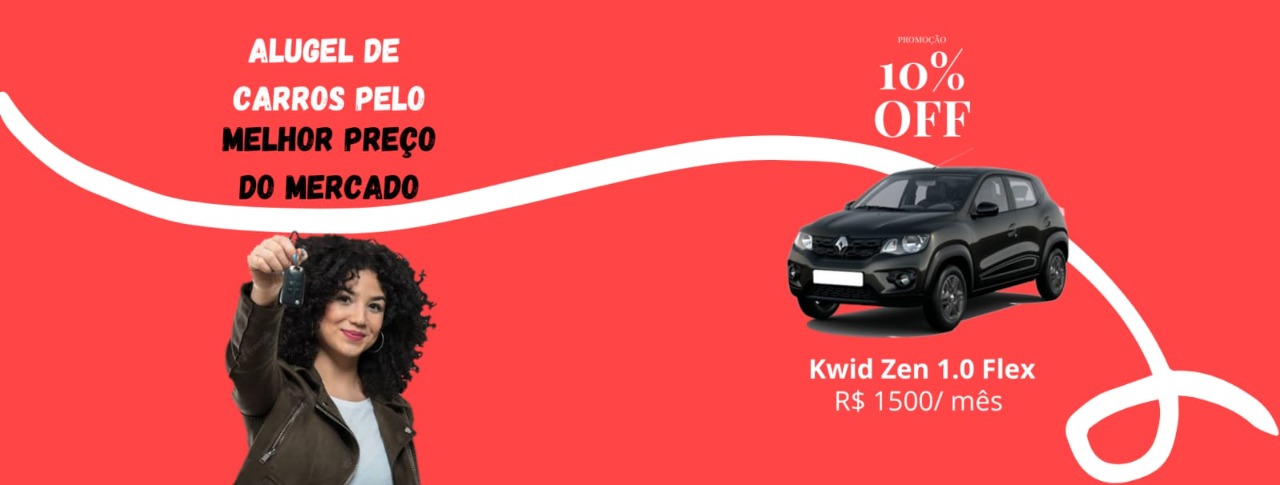 ALUGEL DE
CARROS PELO
MELHOR PREÇO
DO MERCADO
PROMOÇÃO
10%
OFF
Kwid Zen 1.0 Flex
R$ 1500/ mês